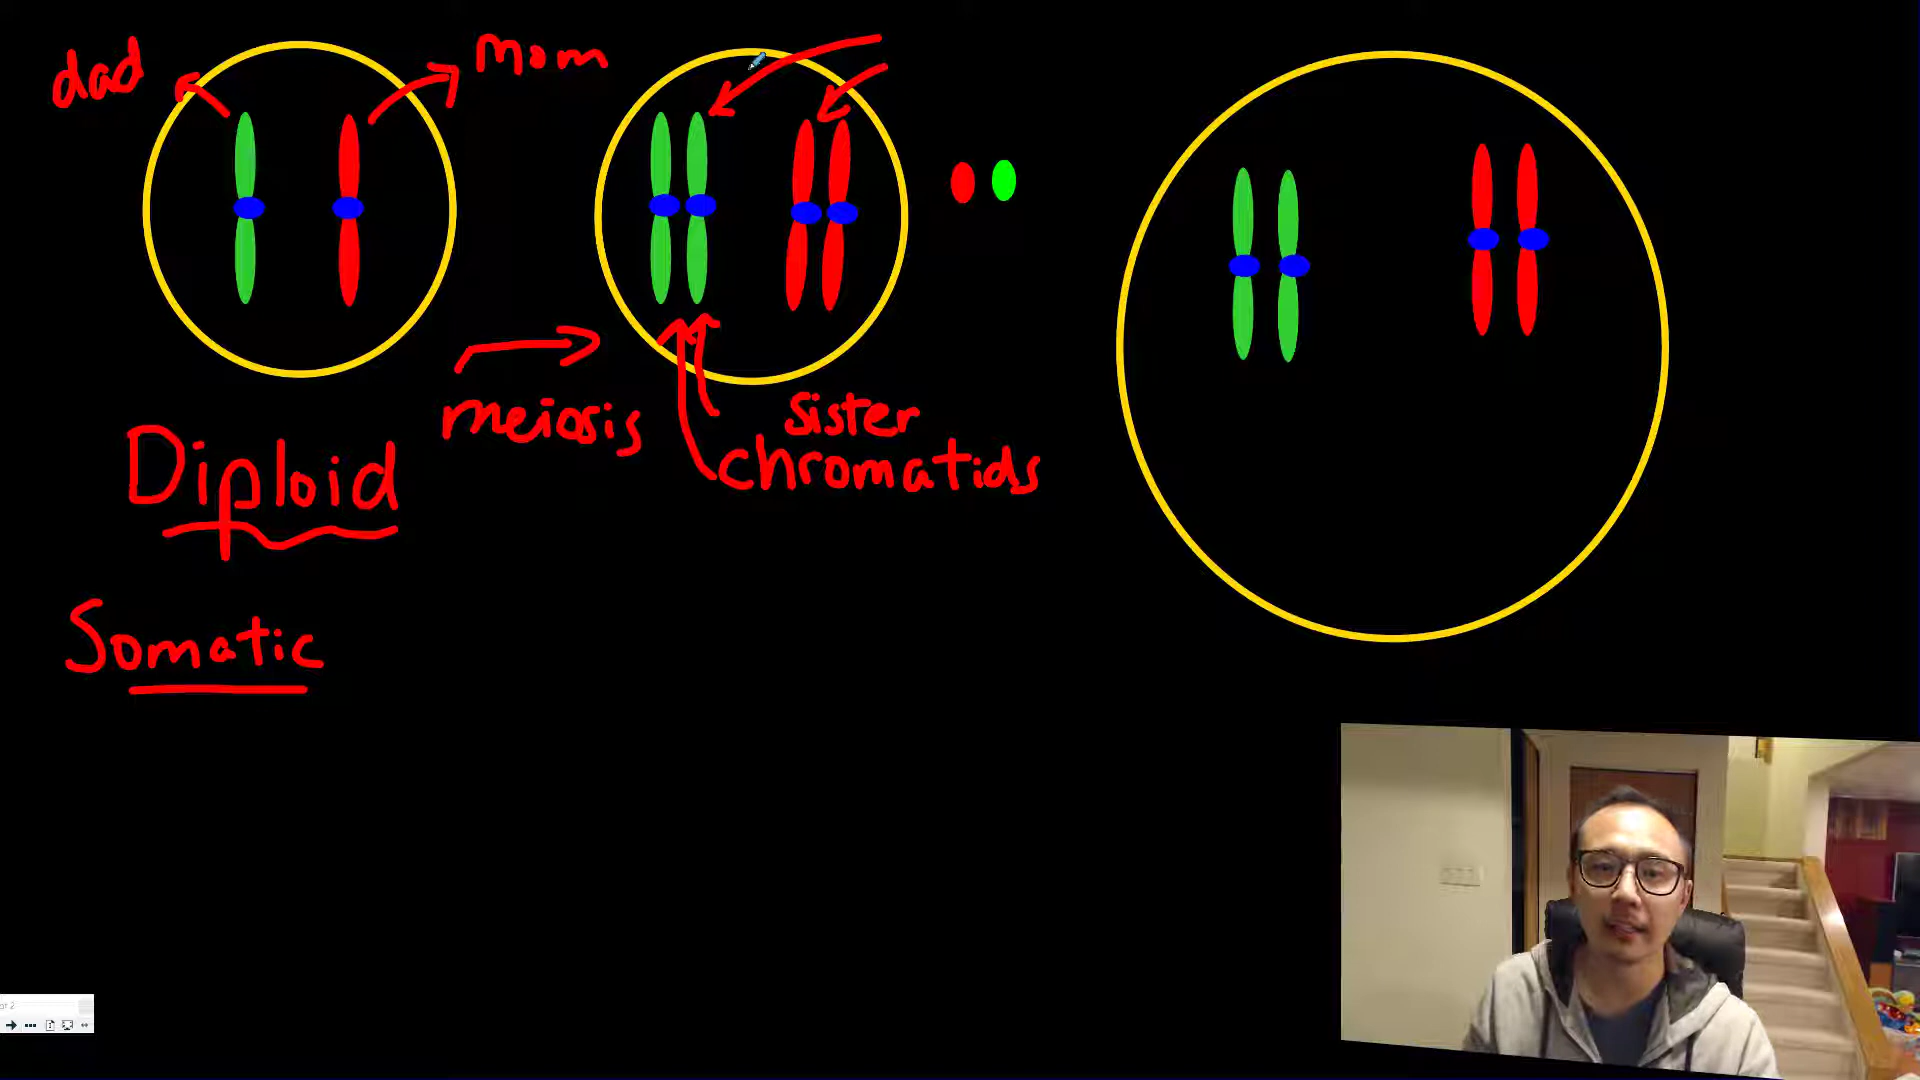 dad
mom
meiosis
sister
chromatids
Diploid
Somatic